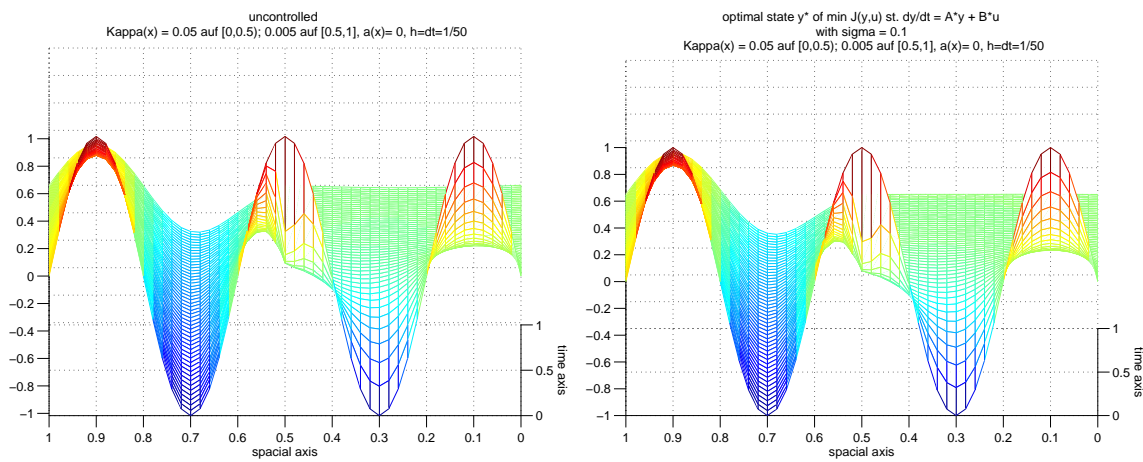 uncontrolled
Kappa(x) = 0.05 auf [0,0.5); 0.005 auf [0.5,1], a(x)= 0, h=dt=1/50
1
0.8
0.6
0.4
0.2
0
−0.2
−0.4
−0.6
−0.8
−1
1
0.5
0
time axis
1 0.9 0.8 0.7 0.6 0.5 0.4 0.3 0.2 0.1 0
spacial axis
optimal state y* of min J(y,u) st. dy/dt = A*y + B*u
with sigma = 0.1
Kappa(x) = 0.05 auf [0,0.5); 0.005 auf [0.5,1], a(x)= 0, h=dt=1/50
1
0.8
0.6
0.4
0.2
0
−0.2
−0.4
−0.6
−0.8
−1
1
0.5
0
time axis
1 0.9 0.8 0.7 0.6 0.5 0.4 0.3 0.2 0.1 0
spacial axis